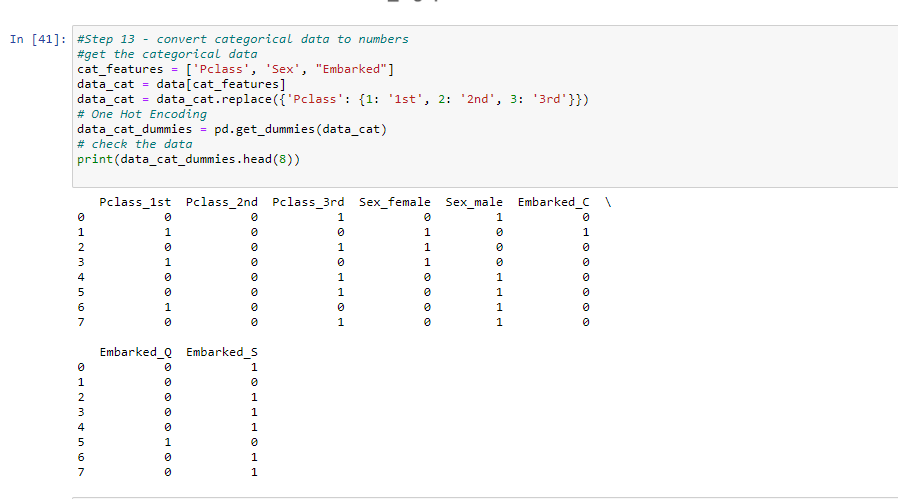 In [41]: #Step 13 - convert categorical data to numbers
#get the categorical data
cat_features = ['Pclass', 'Sex', "Embarked"]
data_cat = data[cat_features]
data_cat = data_cat.replace({'Pclass': {1: '1st', 2: '2nd', 3: '3rd'}})
# One Hot Encoding
data_cat_dummies = pd.get_dummies(data_cat)
# check the data
print(data_cat_dummies.head(8))
Pclass_1st Pclass_2nd Pclass_3rd Sex_female Sex_male Embarked_C \
0 0 0 1 0 1 0
1 1 0 0 1 0 1
2 0 0 1 1 0 0
3 1 0 0 1 0 0
4 0 0 1 0 1 0
5 0 0 1 0 1 0
6 1 0 0 0 1 0
7 0 0 1 0 1 0
Embarked_Q Embarked_S
0 0 1
1 0 0
2 0 1
3 0 1
4 0 1
5 1 0
6 0 1
7 0 1